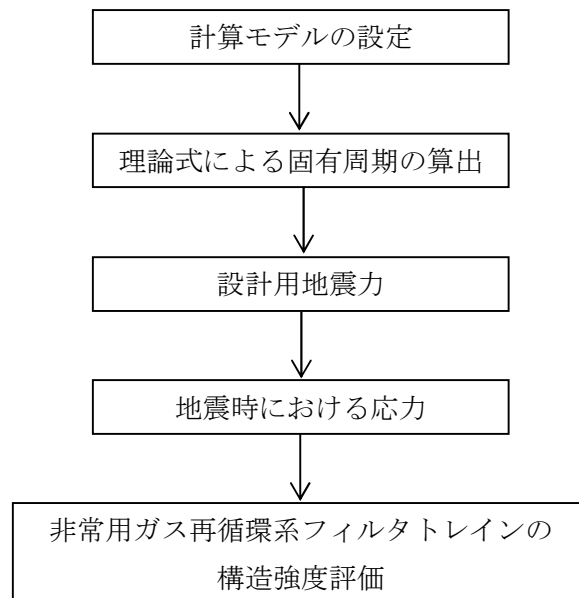 計算モデルの設定
理論式による固有周期の算出
設計用地震力
地震時における応力
非常用ガス再循環系フィルタトレインの
構造強度評価